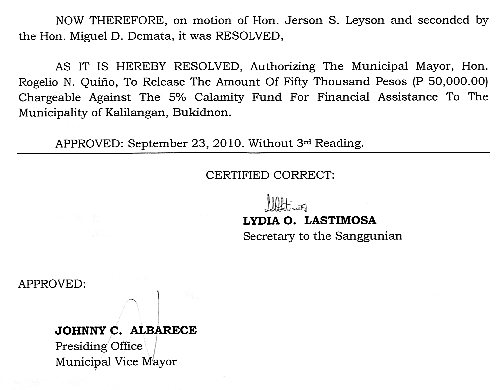 NOW THEREFORE, on motion of Hon. Jerson S. Leyson and seconded by
the Hon. Miguel D. Demata, it was RESOLVED,
AS IT IS HEREBY RESOLVED, Authorizing The Municipal Mayor, Hon.
Rogelio N. Quiño, To Release The Amount Of Fifty Thousand Pesos (P 50,000.00)
Chargeable Against The 5% Calamity Fund For Financial Assistance To The
Municipality of Kalilangan, Bukidnon.
APPROVED: September 23, 2010. Without 3rd Reading.
CERTIFIED CORRECT:
LYDIA O. LASTIMOSA
Secretary to the Sanggunian
APPROVED:
JOHNNY C. ALBARECE
Presiding Office
Municipal Vice Mayor